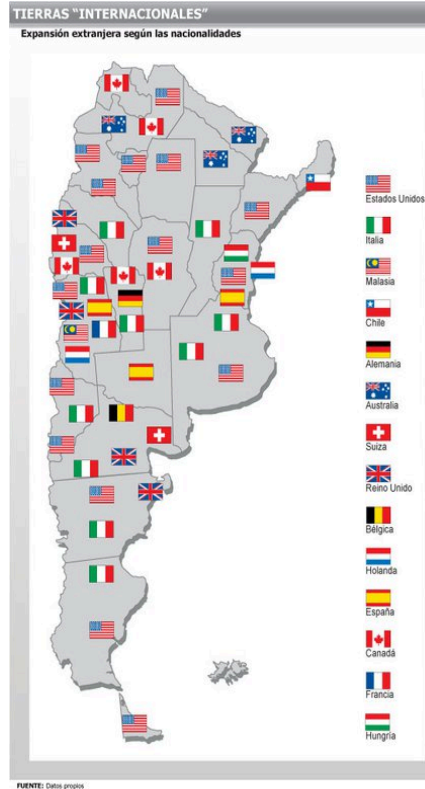 TIERRAS “INTERNACIONALES”
Expansión extranjera según las nacionalidades
Estados Unidos
Italia
Malasia
Chile
Alemania
Australia
Suiza
Reino Unido
Bélgica
Holanda
España
Canadá
Francia
Hungría
FUENTE: Datos propios